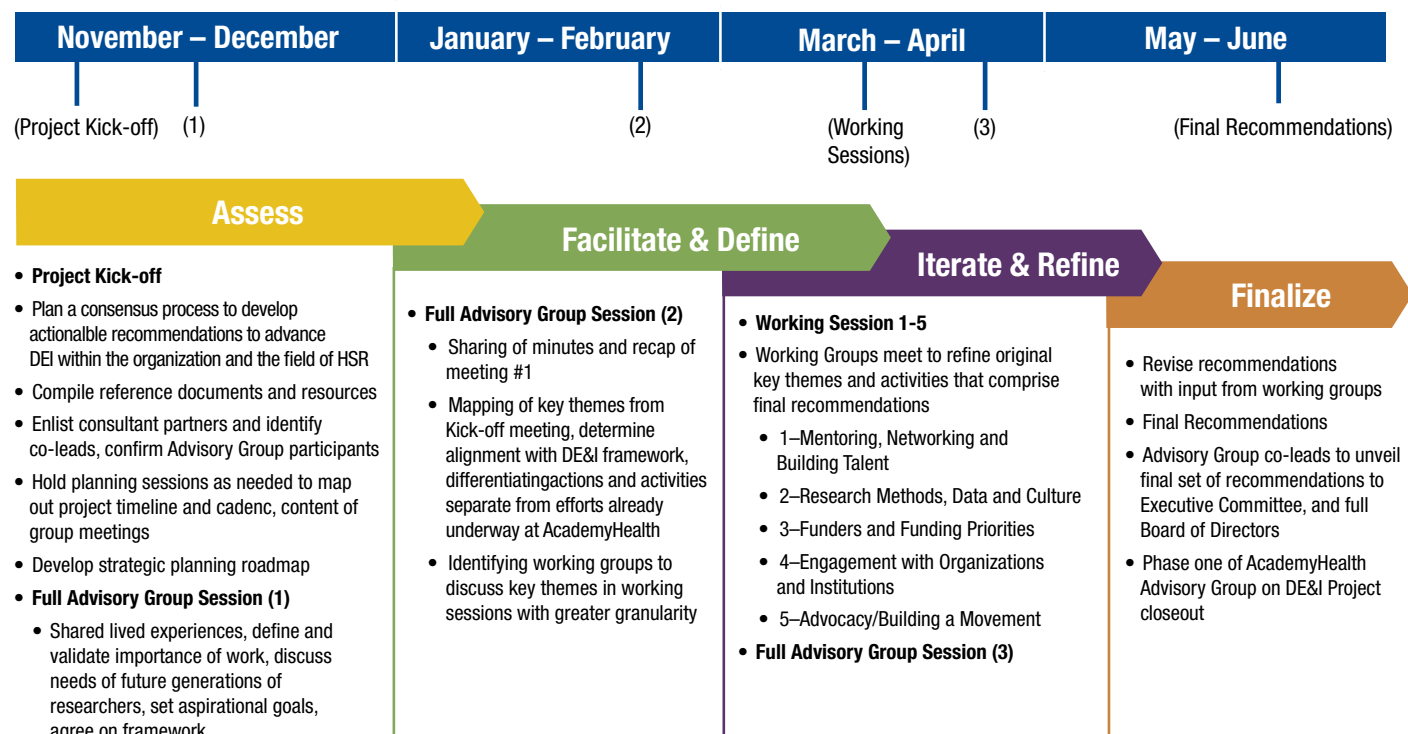 November – December
January – February
March – April
May – June
(Project Kick-off)
(1)
(2)
(Working
Sessions)
(3)
(Final Recommendations)
Assess
• Project Kick-off
• Plan a consensus process to develop
actionalble recommendations to advance
DEI within the organization and the field of HSR
• Compile reference documents and resources
• Enlist consultant partners and identify
co-leads, confirm Advisory Group participants
• Hold planning sessions as needed to map
out project timeline and cadenc, content of
group meetings
• Develop strategic planning roadmap
• Full Advisory Group Session (1)
• Shared lived experiences, define and
validate importance of work, discuss
needs of future generations of
researchers, set aspirational goals,
agree on framework
Facilitate & Define
• Full Advisory Group Session (2)
• Sharing of minutes and recap of
meeting #1
• Mapping of key themes from
Kick-off meeting, determine
alignment with DE&I framework,
differentiatingactions and activities
separate from efforts already
underway at AcademyHealth
• Identifying working groups to
discuss key themes in working
sessions with greater granularity
Iterate & Refine
• Working Session 1-5
• Working Groups meet to refine original
key themes and activities that comprise
final recommendations
• 1–Mentoring, Networking and
Building Talent
• 2–Research Methods, Data and Culture
• 3–Funders and Funding Priorities
• 4–Engagement with Organizations
and Institutions
• 5–Advocacy/Building a Movement
• Full Advisory Group Session (3)
Finalize
• Revise recommendations
with input from working groups
• Final Recommendations
• Advisory Group co-leads to unveil
final set of recommendations to
Executive Committee, and full
Board of Directors
• Phase one of AcademyHealth
Advisory Group on DE&I Project
closeout